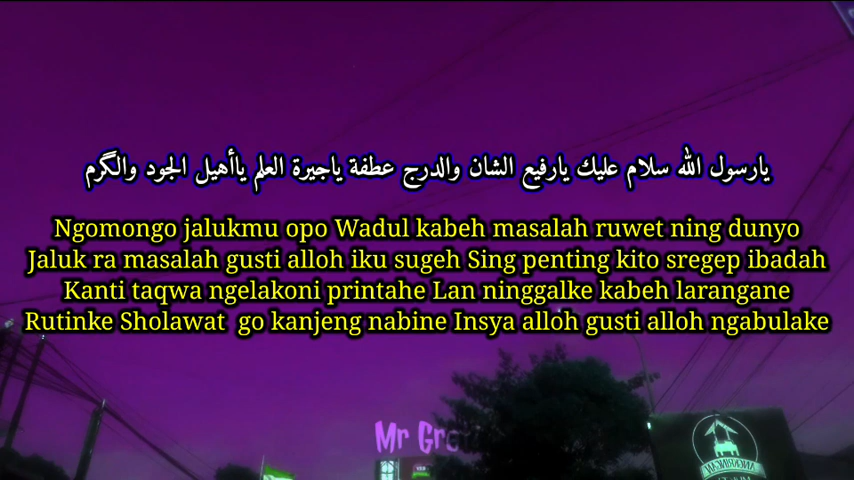 يارسول الله سلام عليك يارفيع الشان والدرج عطفة ياجيرة العلم ياأهيل الجود والگرم
Ngomongo jalukmu opo Wadul kabeh masalah ruwet ning dunyo
Jaluk ra masalah gusti alloh iku sugeh Sing penting kito sregep ibadah
Kanti taqwa ngelakoni printahe Lan ninggalke kabeh larangane
Rutinke Sholawat go kanjeng nabine Insya alloh gusti alloh ngabulake
Mr